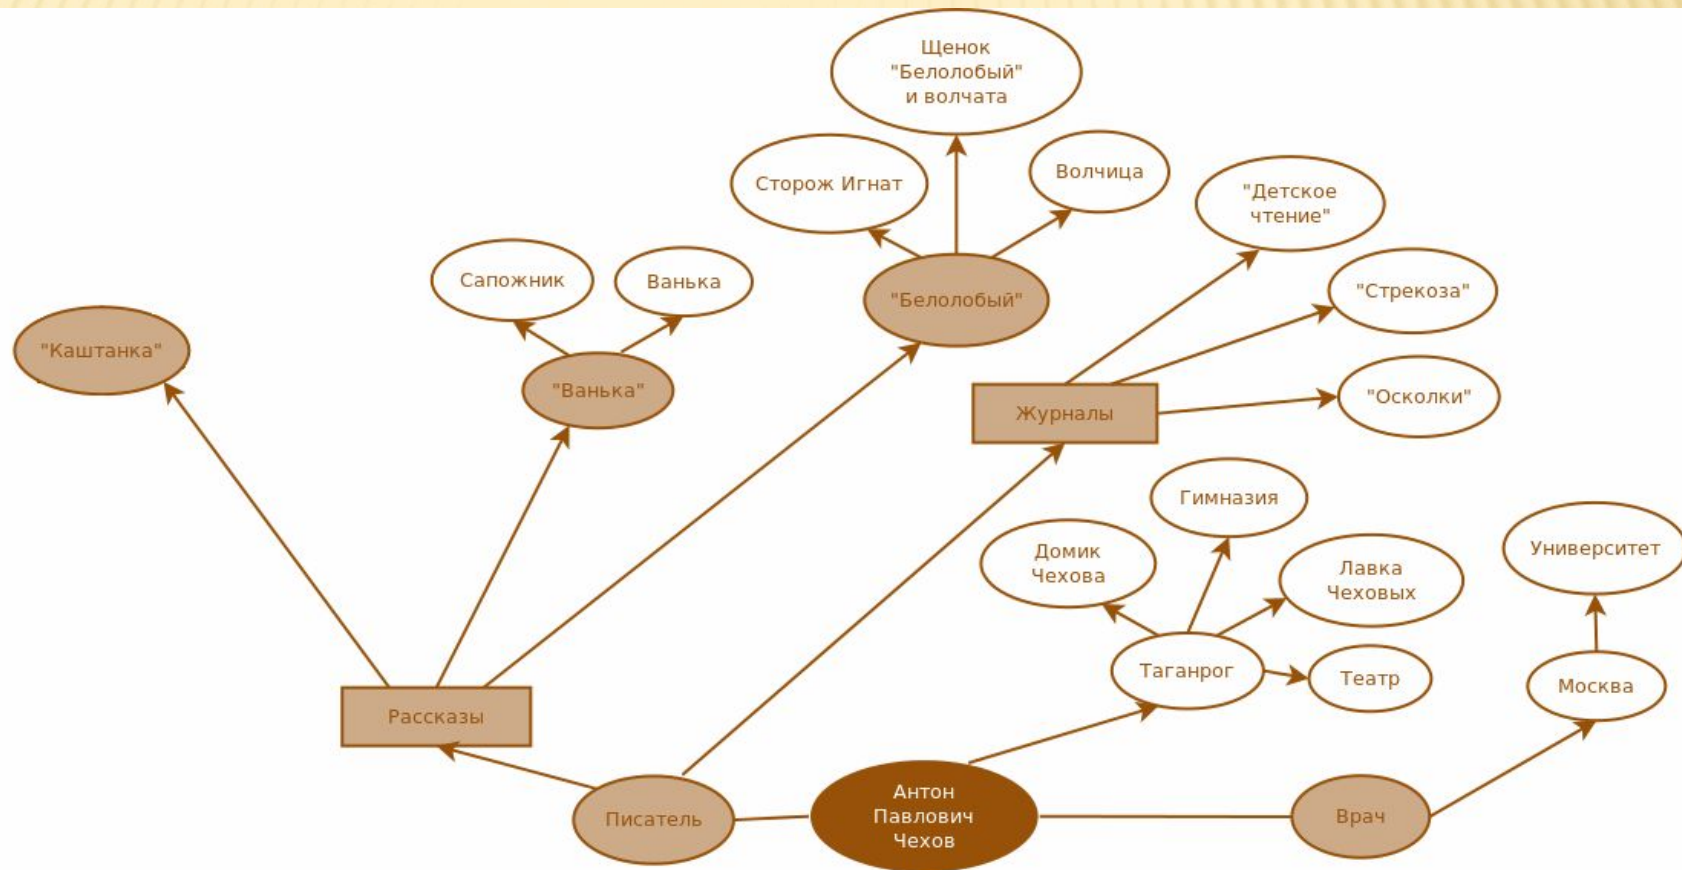 Щенок
"Белолобый"
и волчата
Сторож Игнат
Волчица
"Детское
чтение"
Сапожник
Ванька
"Белолобый"
"Стрекоза"
"Каштанка"
"Ванька"
Журналы
"Осколки"
Гимназия
Домик
Чехова
Лавка
Чеховых
Университет
Таганрог
Театр
Москва
Рассказы
Писатель
Антон
Павлович
Чехов
Врач